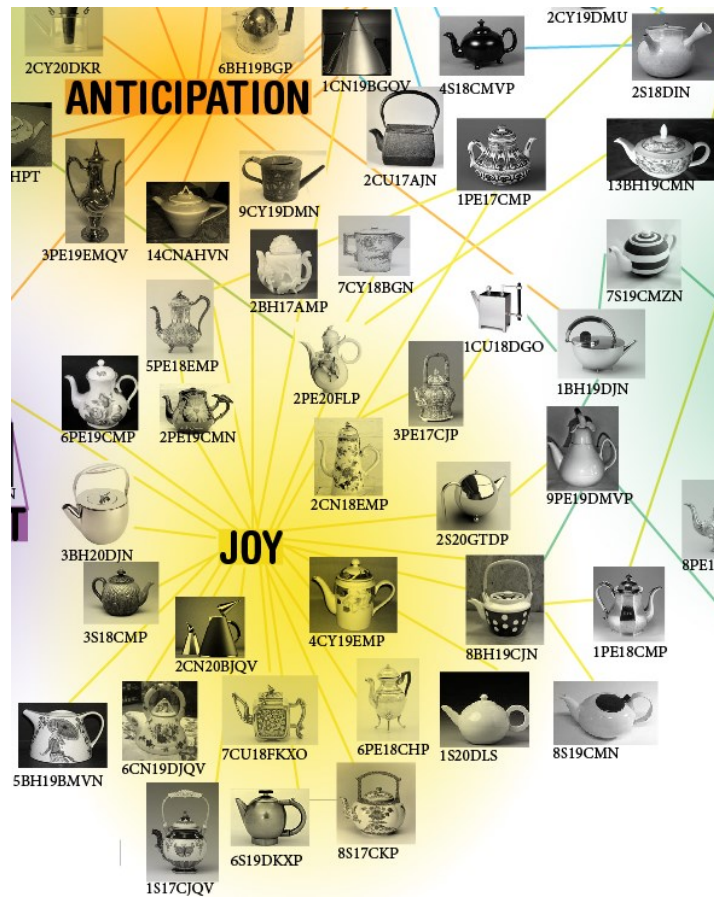 2CY19DMU
2CY20DKR
6BH19BGP
1CN19BGQV
4S18CMVP
2S18DIN
ANTICIPATION
HPT
2CU17AJN
1PE17CMP
13BH19CMN
9CY19DMN
3PE19EMQV
14CNAHVN
7CY18BGN
2BH17AMP
7S19CMZN
1CU18DGO
5PE18EMP
1BH19DJN
2PE20FLP
6PE19CMP
2PE19CMN
3PE17CJP
N
2CN18EMP
9PE19DMVP
T
2S20GTDP
3BH20DJN
JOY
8PE1
3S18CMP
4CY19EMP
8BH19CJN
1PE18CMP
2CN20BJQV
5BH19BMVN
6CN19DJQV
7CU18FKXO
6PE18CHP
1S20DLS
8S19CMN
6S19DKXP
8S17CKP
1S17CJQV